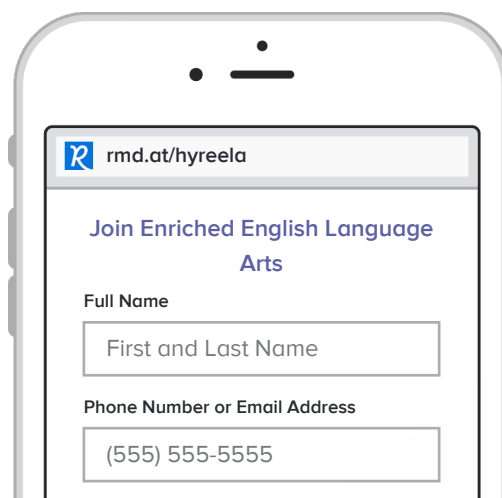 rmd.at/hyreela
Join Enriched English Language
Arts
Full Name
First and Last Name
Phone Number or Email Address
(555) 555-5555